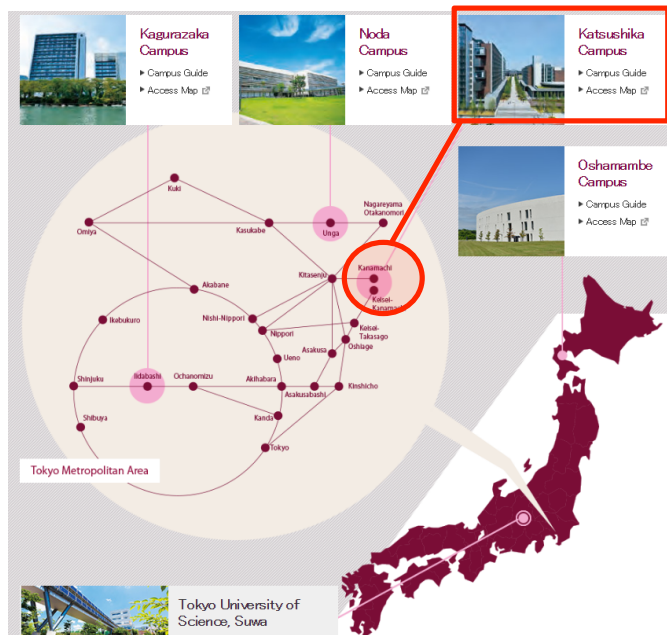 Kagurazaka
Campus
Campus Guide
Access Map
Noda
Campus
Campus Guide
Access Map
Katsushika
Campus
Campus Guide
Access Map
Oshamambe
Campus
Campus Guide
Access Map
Kuki
Omiya
Kasukabe
Unga
Nagareyama
Otakanomori
Kitasenju
Kanamachi
Keisei-
Kanamachi
Akabane
Ikebukuro
Nishi-Nippori
Nippori
Keisei-
Takasago
Ueno
Asakusa
Oshiage
Shinjuku
Iidabashi
Ochanomizu
Akihabara
Asakusabashi
Kinshicho
Shibuya
Kanda
Tokyo
Tokyo Metropolitan Area
Tokyo University of
Science, Suwa